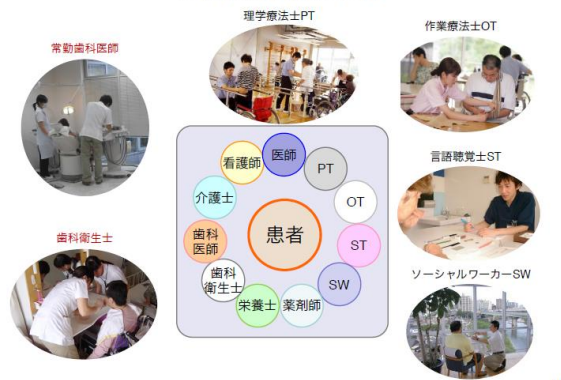 理学療法士PT
作業療法士OT
常勤歯科医師
言語聴覚士ST
歯科衛生士
ソーシャルワーカーSW
医師
PT
OT
ST
SW
薬剤師
栄養士
歯科
衛生士
歯科
医師
介護士
看護師
患者